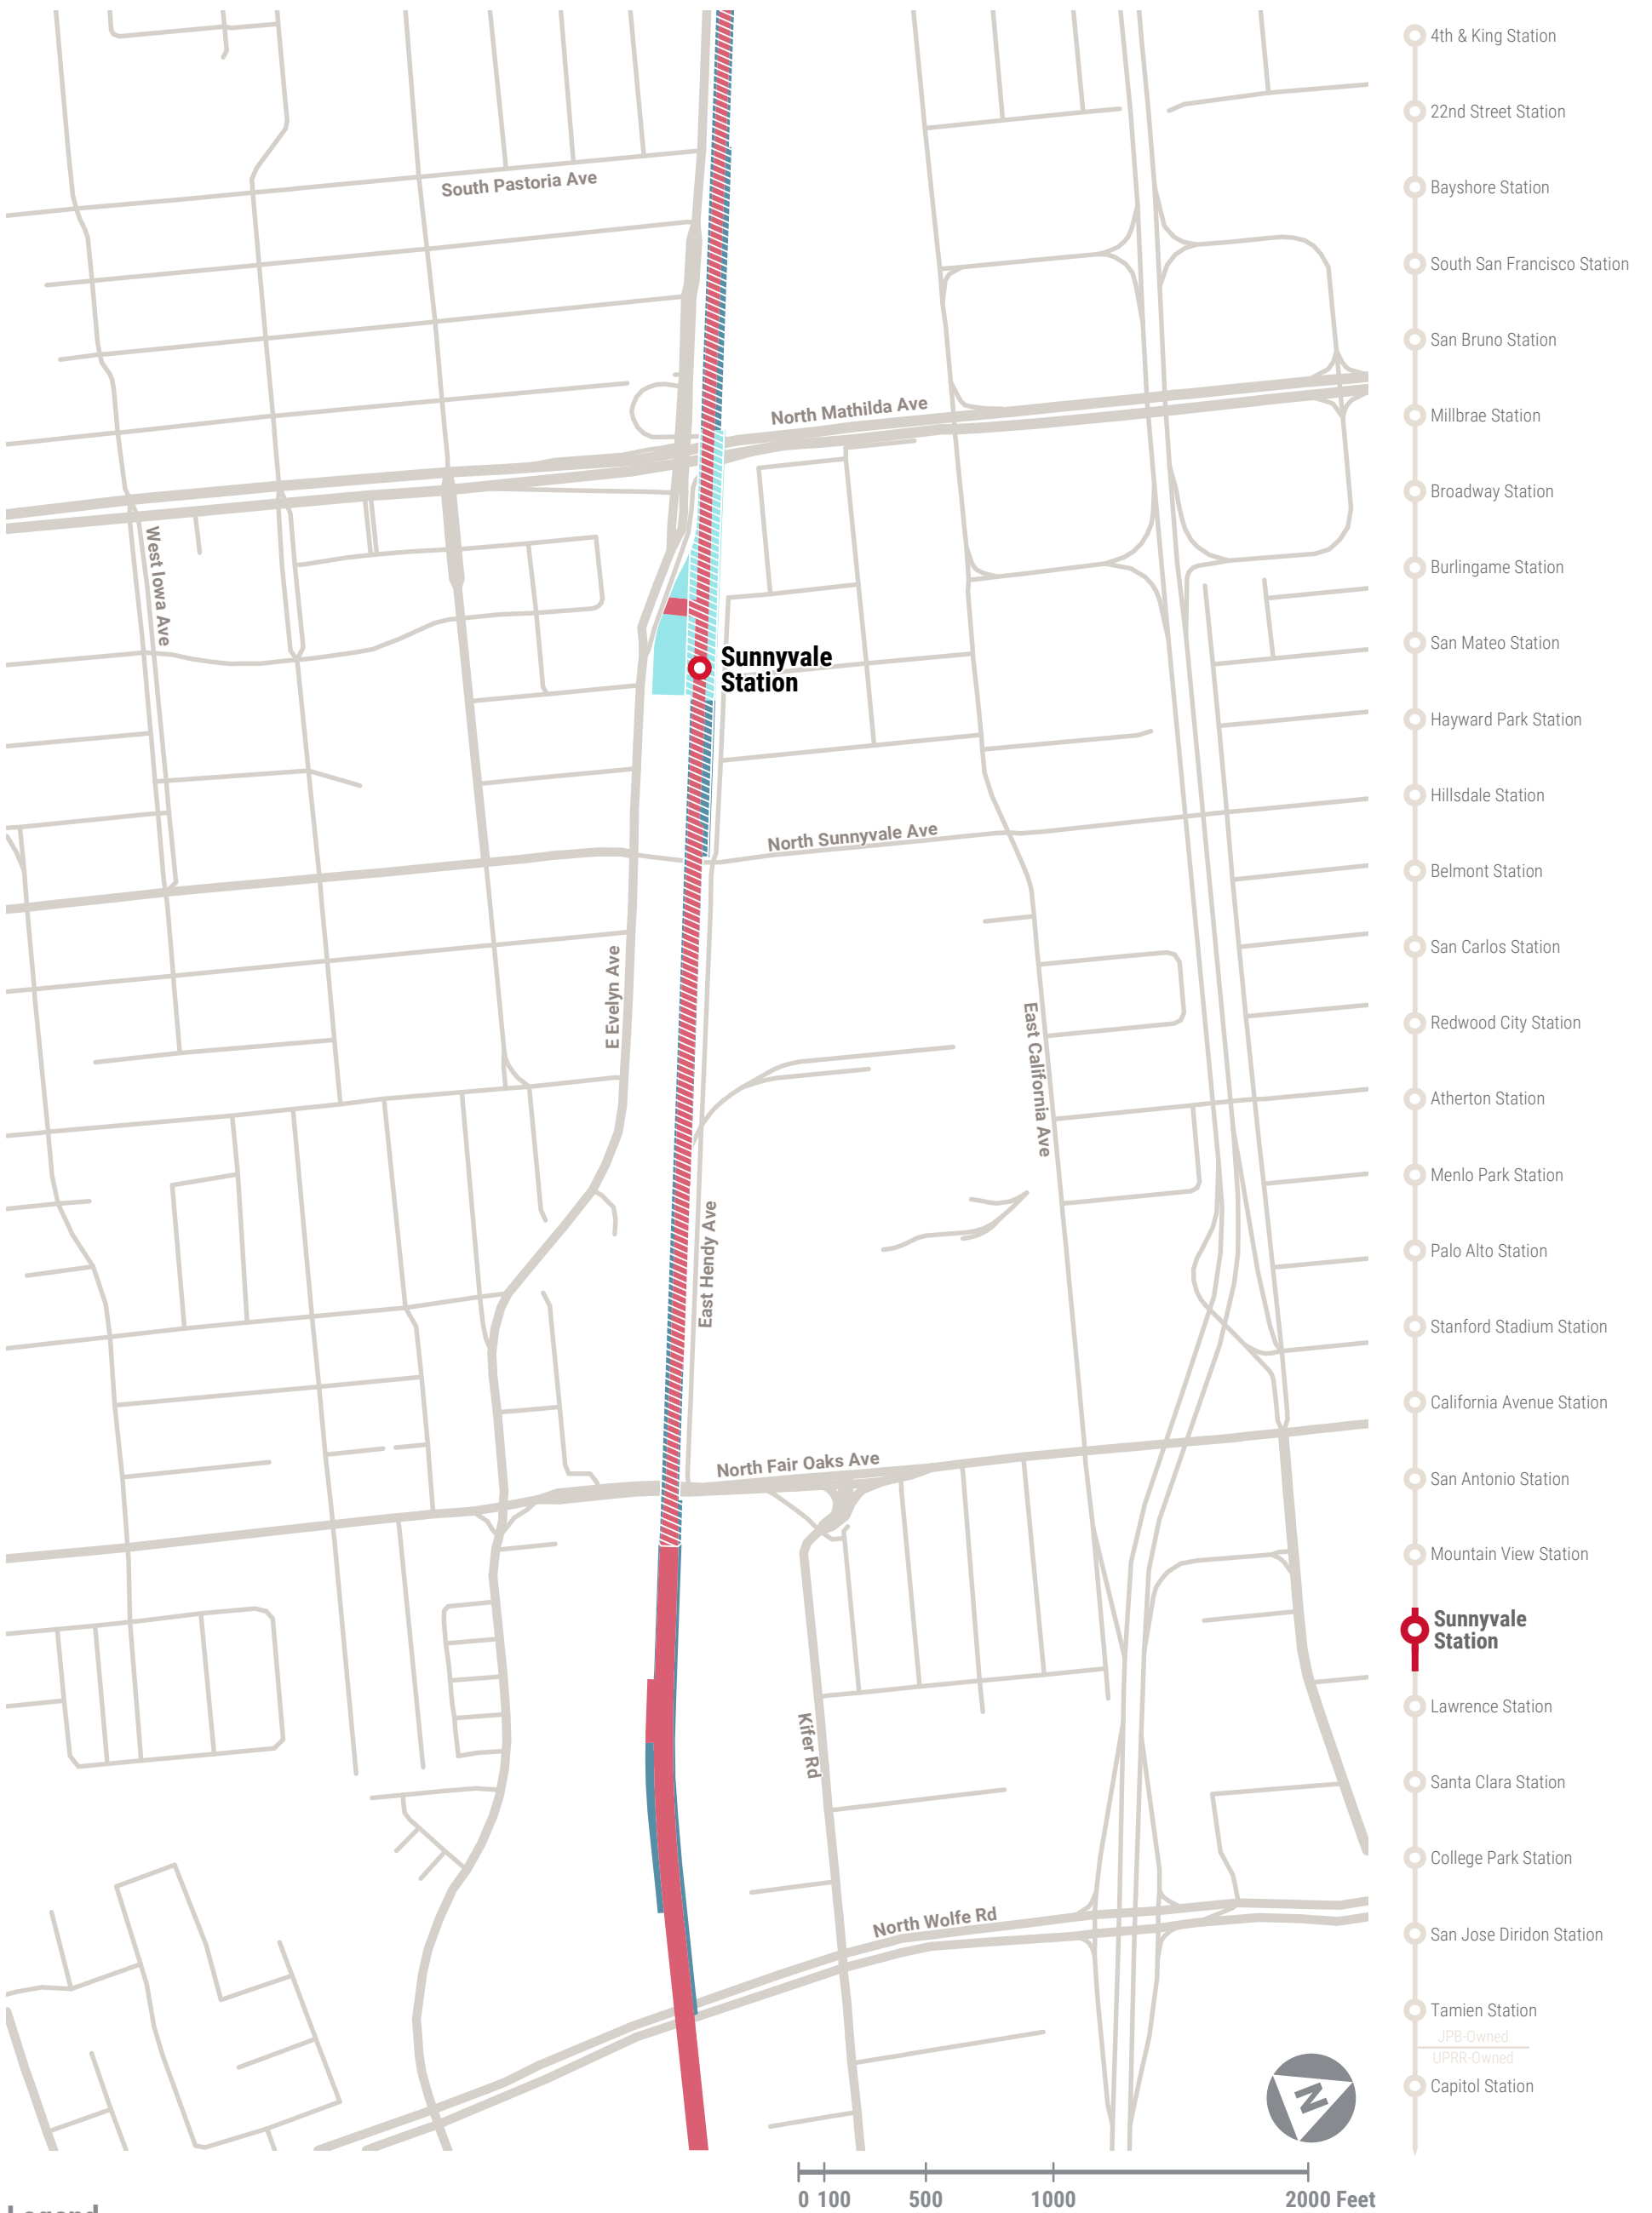 South Pastoria Ave
North Mathilda Ave
West Iowa Ave
Sunnyvale
Station
North Sunnyvale Ave
E Evelyn Ave
East California Ave
East Hendy Ave
North Fair Oaks Ave
Kifer Rd
North Wolfe Rd
N
0 100 500 1000 2000 Feet
Legend
4th & King Station
22nd Street Station
Bayshore Station
South San Francisco Station
San Bruno Station
Millbrae Station
Broadway Station
Burlingame Station
San Mateo Station
Hayward Park Station
Hillsdale Station
Belmont Station
San Carlos Station
Redwood City Station
Atherton Station
Menlo Park Station
Palo Alto Station
Stanford Stadium Station
California Avenue Station
San Antonio Station
Mountain View Station
Sunnyvale
Station
Lawrence Station
Santa Clara Station
College Park Station
San Jose Diridon Station
Tamien Station
JPB-Owned
UPRR-Owned
Capitol Station